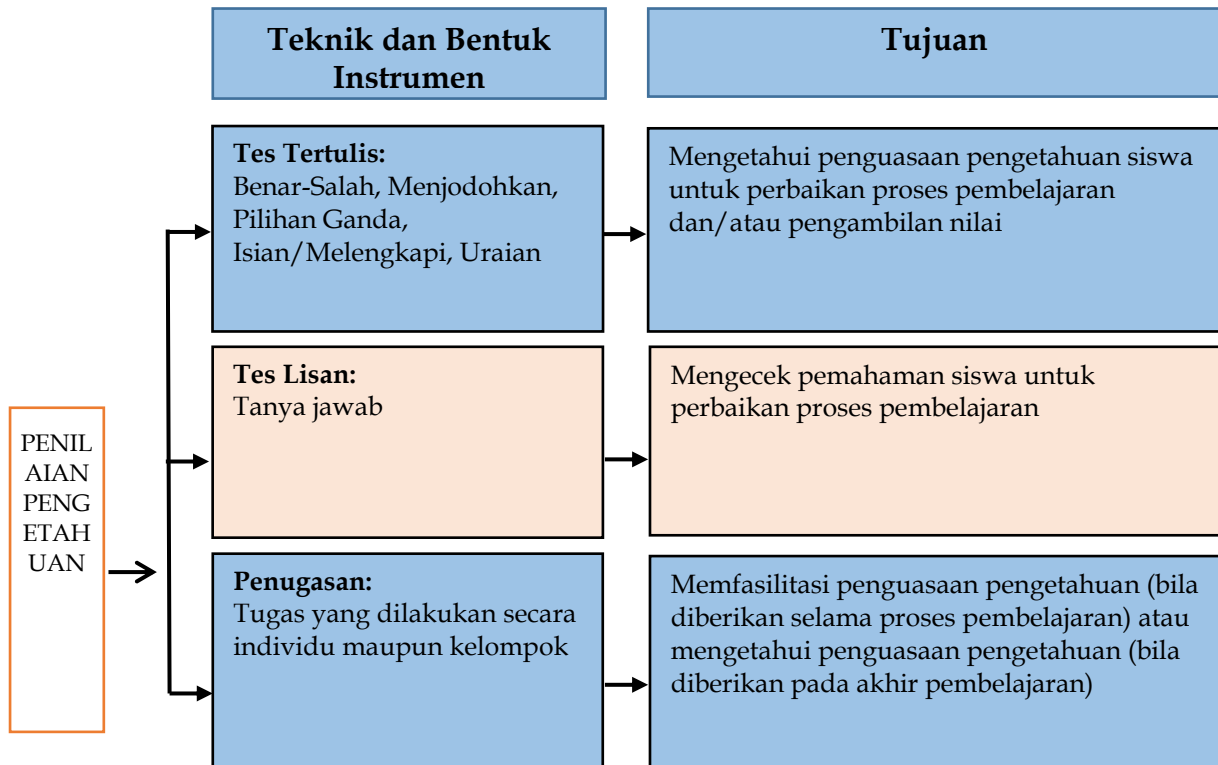 Teknik dan Bentuk
Instrumen
Tujuan
Tes Tertulis:
Benar-Salah, Menjodohkan,
Pilihan Ganda,
Isian/Melengkapi, Uraian
Mengetahui penguasaan pengetahuan siswa
untuk perbaikan proses pembelajaran
dan/atau pengambilan nilai
Tes Lisan:
Tanya jawab
Mengecek pemahaman siswa untuk
perbaikan proses pembelajaran
PENIL
AIAN
PENG
ETAH
UAN
Penugasan:
Tugas yang dilakukan secara
individu maupun kelompok
Memfasilitasi penguasaan pengetahuan (bila
diberikan selama proses pembelajaran) atau
mengetahui penguasaan pengetahuan (bila
diberikan pada akhir pembelajaran)